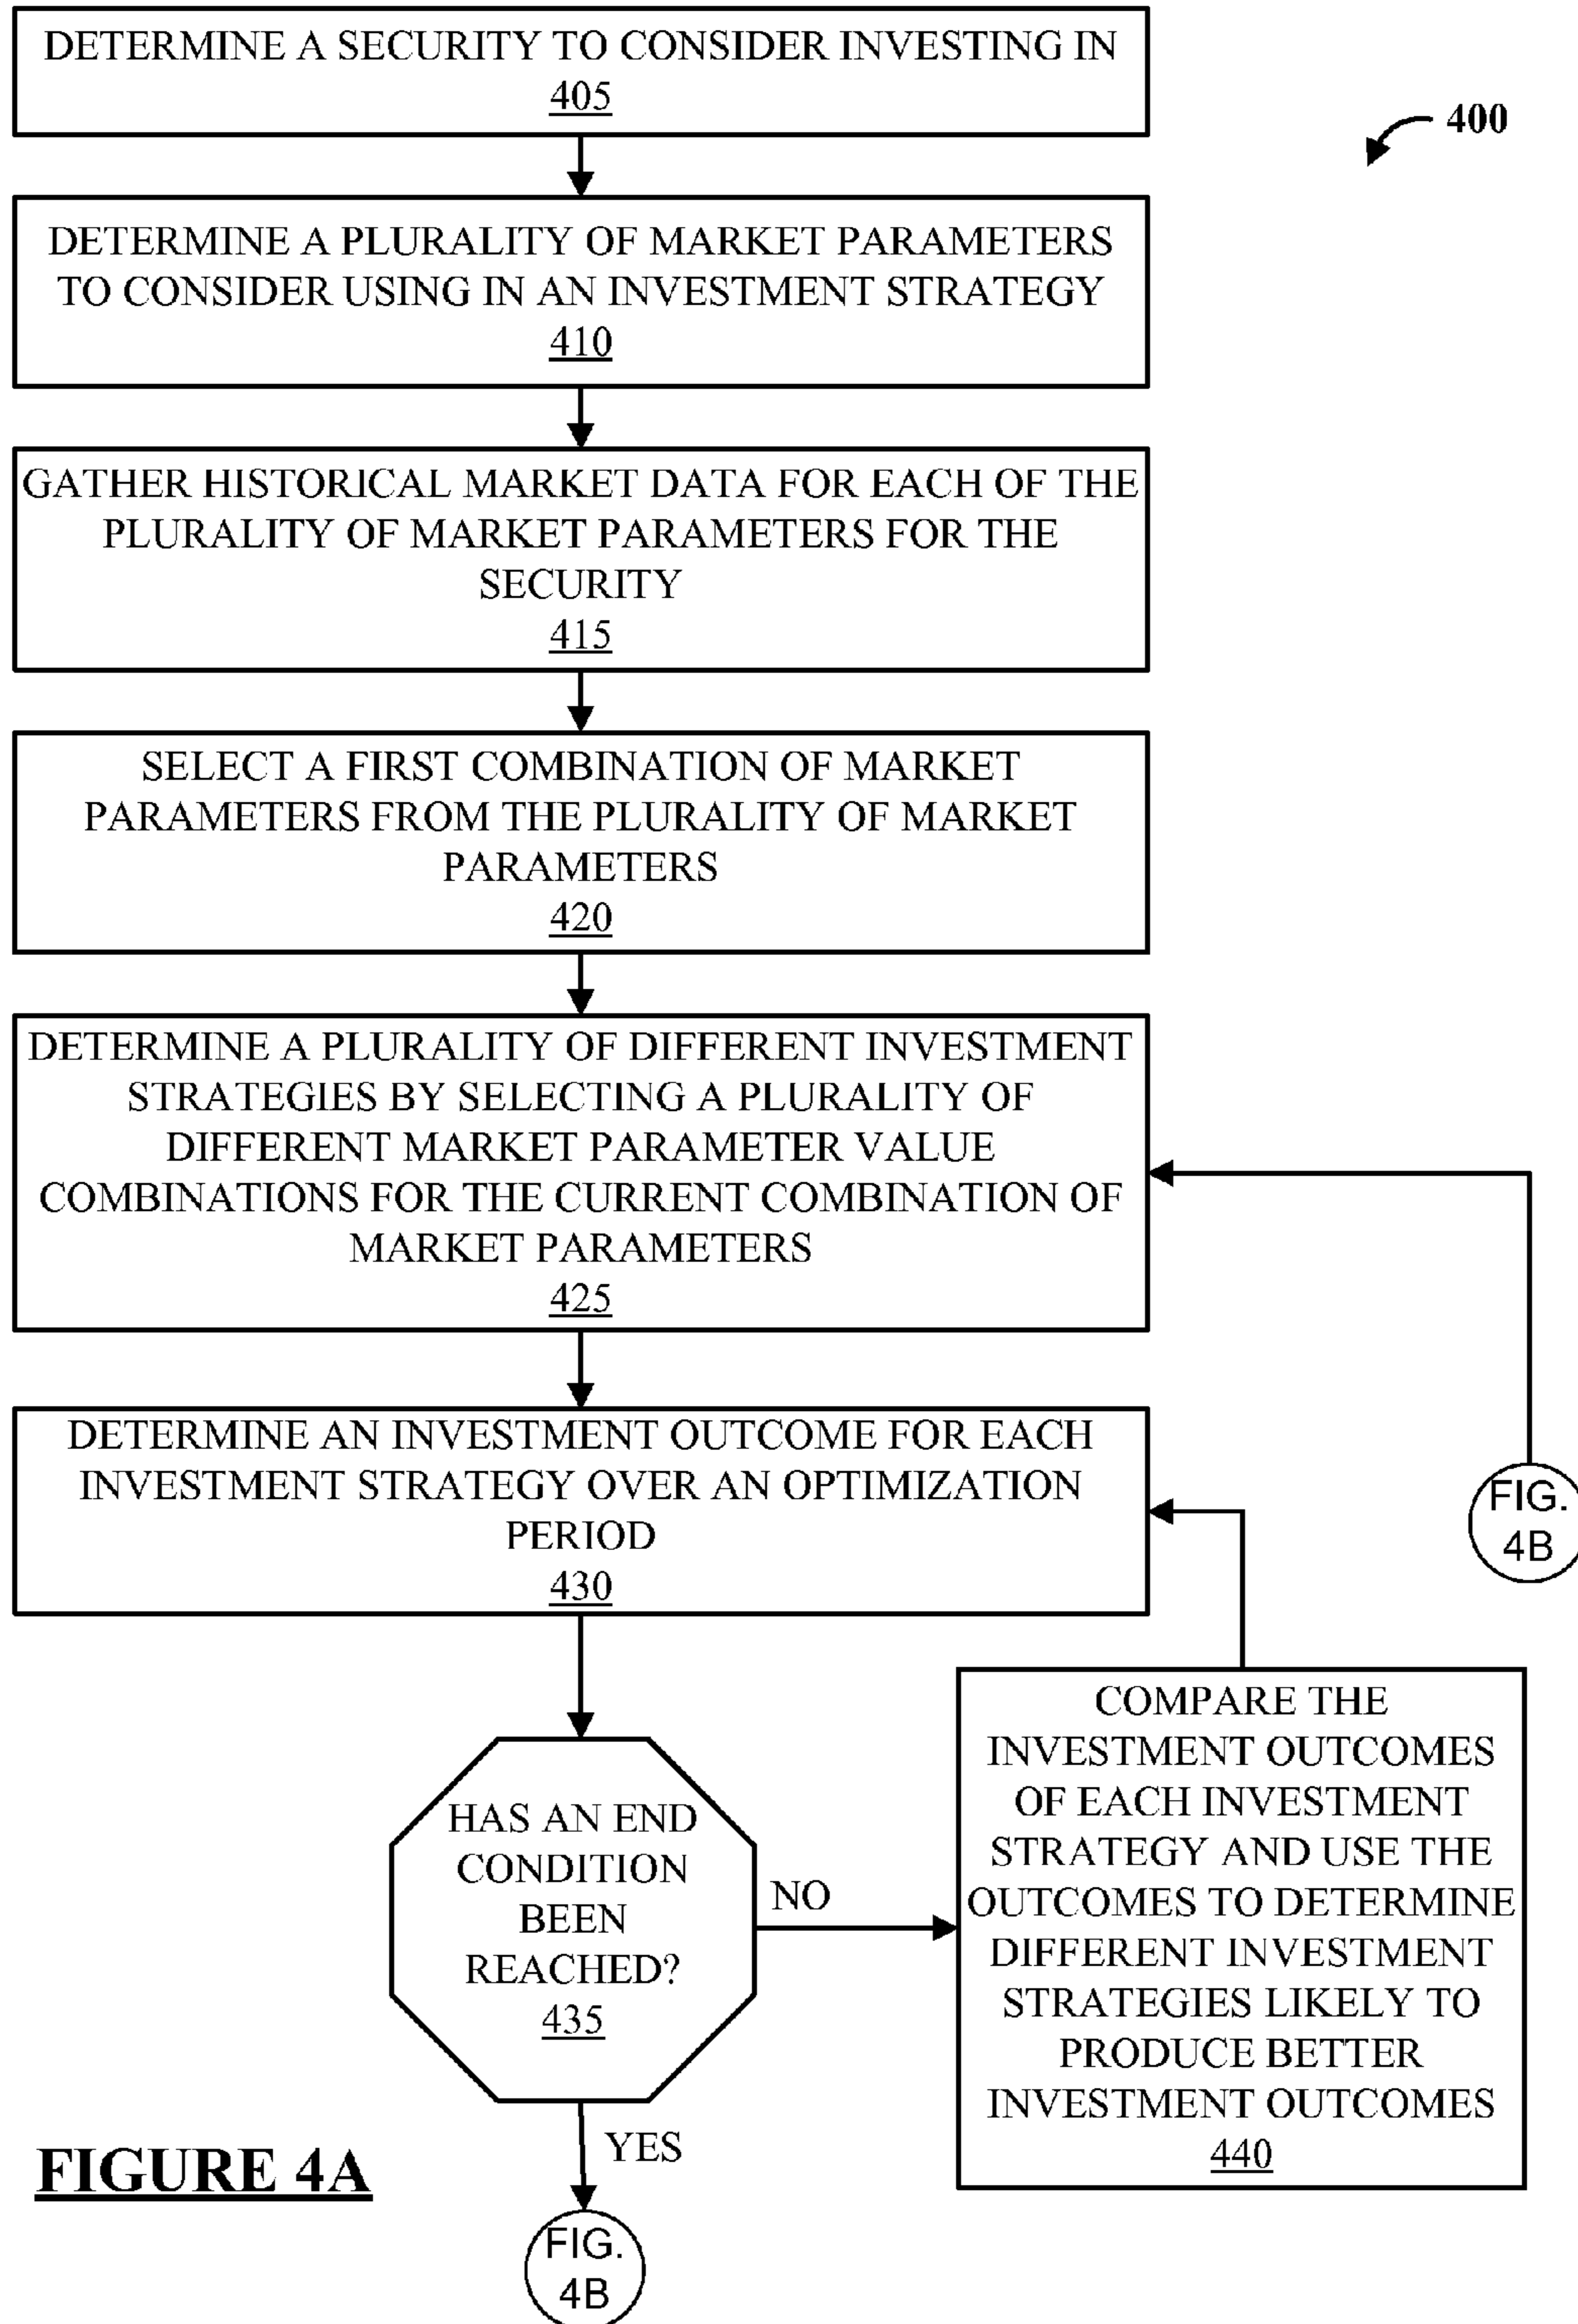 DETERMINE A SECURITY TO CONSIDER INVESTING IN
405
400
DETERMINE A PLURALITY OF MARKET PARAMETERS
TO CONSIDER USING IN AN INVESTMENT STRATEGY
410
GATHER HISTORICAL MARKET DATA FOR EACH OF THE
PLURALITY OF MARKET PARAMETERS FOR THE
SECURITY
415
SELECT A FIRST COMBINATION OF MARKET
PARAMETERS FROM THE PLURALITY OF MARKET
PARAMETERS
420
DETERMINE A PLURALITY OF DIFFERENT INVESTMENT
STRATEGIES BY SELECTING A PLURALITY OF
DIFFERENT MARKET PARAMETER VALUE
COMBINATIONS FOR THE CURRENT COMBINATION OF
MARKET PARAMETERS
425
DETERMINE AN INVESTMENT OUTCOME FOR EACH
INVESTMENT STRATEGY OVER AN OPTIMIZATION
PERIOD
430
FIG.
4B
HAS AN END
CONDITION
BEEN
REACHED?
435
NO
COMPARE THE
INVESTMENT OUTCOMES
OF EACH INVESTMENT
STRATEGY AND USE THE
OUTCOMES TO DETERMINE
DIFFERENT INVESTMENT
STRATEGIES LIKELY TO
PRODUCE BETTER
INVESTMENT OUTCOMES
440
YES
FIGURE 4A
FIG.
4B